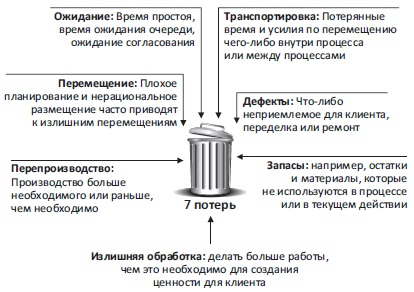 Ожидание: Время простоя,
время ожидания очереди,
ожидание согласования
Транспортировка: Потерянные
время и усилия по перемещению
чего-либо внутри процесса
или между процессами
Перемещение: Плохое
планирование и нерациональное
размещение часто приводят
к излишним перемещениям
Дефекты: Что-либо
неприемлемое для клиента,
переделка или ремонт
Перепроизводство:
Производство больше
необходимого или раньше,
чем необходимо
Запасы: например, остатки
и материалы, которые
не используются в процессе
или в текущем действии
7 потерь
Излишняя обработка: делать больше работы,
чем это необходимо для создания
ценности для клиента